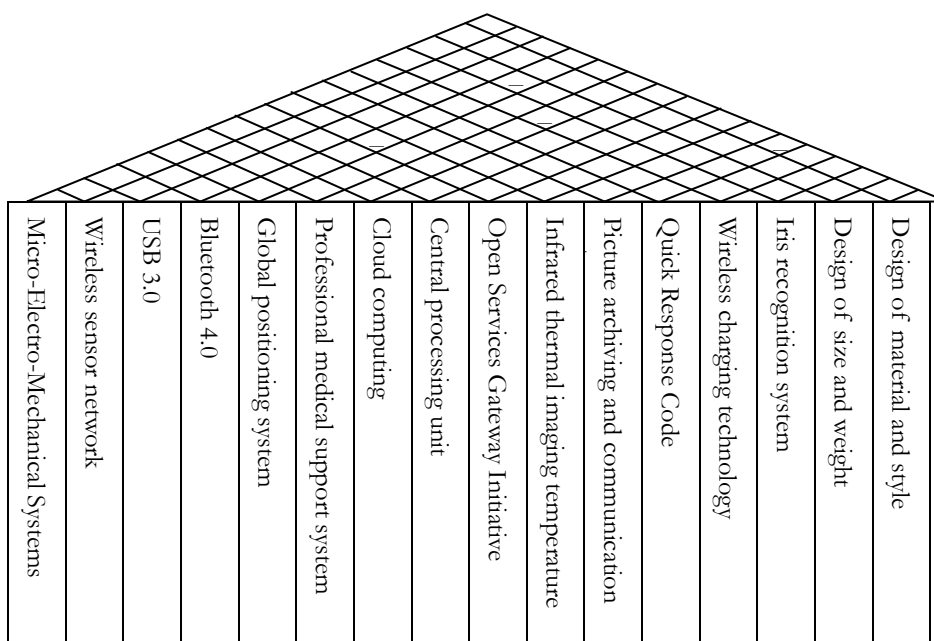 Micro-Electro-Mechanical Systems
Wireless sensor network
USB 3.0
Bluetooth 4.0
Global positioning system
Professional medical support system
Cloud computing
Central processing unit
Open Services Gateway Initiative
Infrared thermal imaging temperature
Picture archiving and communication
Quick Response Code
Wireless charging technology
Iris recognition system
Design of size and weight
Design of material and style